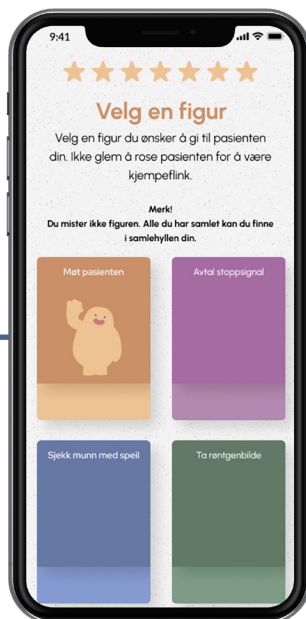 9:41
Velg en figur
Velg en figur du ønsker å gi til pasienten
din. Ikke glem å rose pasienten for å være
kjempeflink.
Merk!
Du mister ikke figuren. Alle du har samlet kan du finne
i samlehyllen din.
Møt pasienten
Avtal stoppsignal
Sjekk munn med speil
Ta røntgenbilde